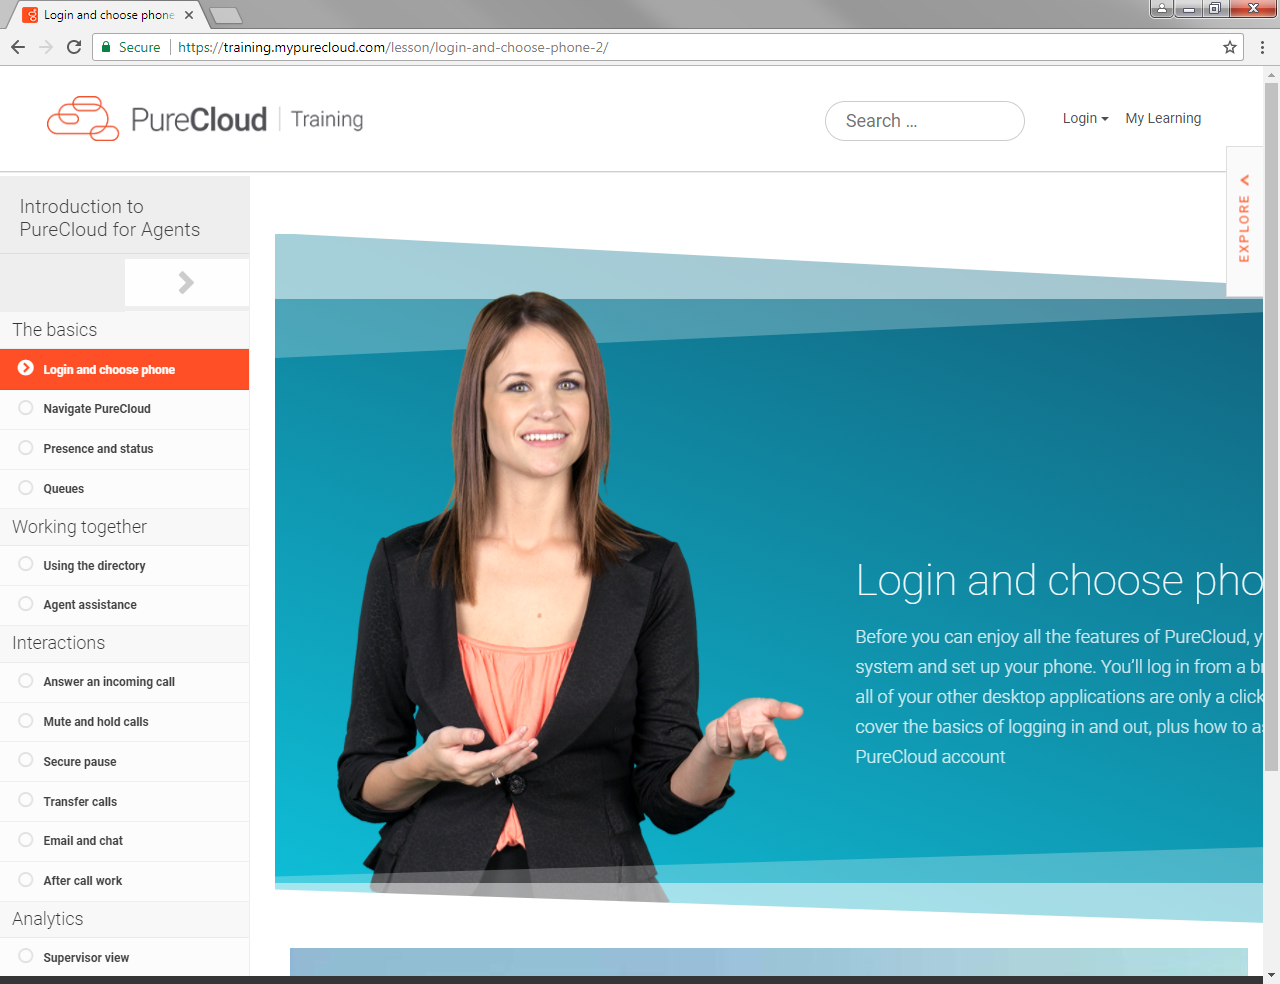 Login and choose phone
Secure
https://training.mypurecloud.com/lesson/login-and-choose-phone-2/
PureCloud | Training
Search ...
Login
My Learning
EXPLORE
Introduction to
PureCloud for Agents
The basics
Login and choose phone
Navigate PureCloud
Presence and status
Queues
Working together
Using the directory
Agent assistance
Interactions
Answer an incoming call
Mute and hold calls
Secure pause
Transfer calls
Email and chat
After call work
Analytics
Supervisor view
Login and choose pho
Before you can enjoy all the features of PureCloud, y
system and set up your phone. You’ll log in from a br
all of your other desktop applications are only a click
cover the basics of logging in and out, plus how to as
PureCloud account